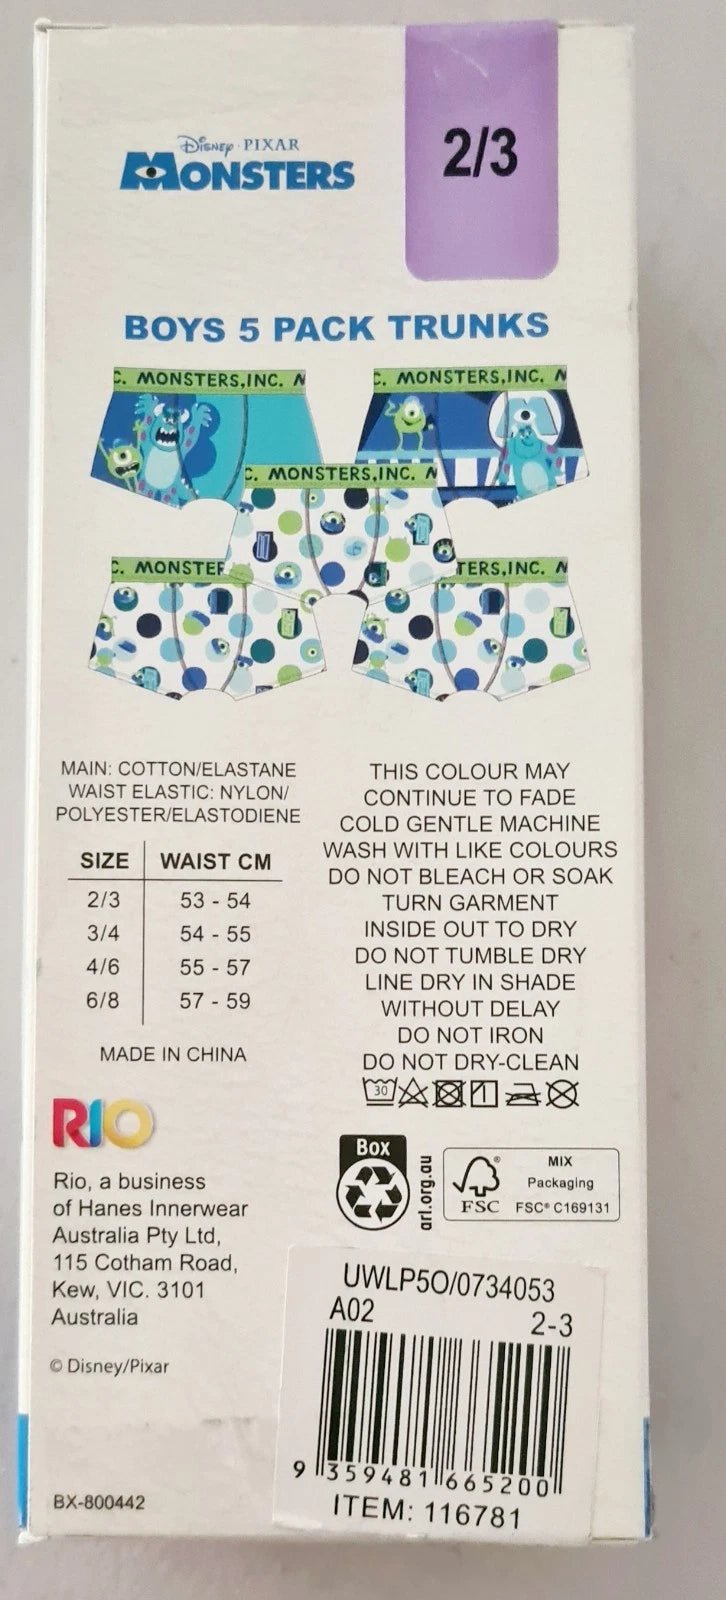 Disney · PIXAR
MONSTERS
2/3
BOYS 5 PACK TRUNKS
C. MONSTERS,INC. M
C. MONSTERS,INC. M
C. MONSTERS,INC. M
C. MONSTER
TERS,INC. M
MAIN: COTTON/ELASTANE
WAIST ELASTIC: NYLON/
POLYESTER/ELASTODIENE
SIZE WAIST CM
2/3 53 - 54
3/4 54 - 55
4/6 55 - 57
6/8 57 - 59
MADE IN CHINA
THIS COLOUR MAY
CONTINUE TO FADE
COLD GENTLE MACHINE
WASH WITH LIKE COLOURS
DO NOT BLEACH OR SOAK
TURN GARMENT
INSIDE OUT TO DRY
DO NOT TUMBLE DRY
LINE DRY IN SHADE
WITHOUT DELAY
DO NOT IRON
DO NOT DRY-CLEAN
30
RIO
Rio, a business
of Hanes Innerwear
Australia Pty Ltd,
115 Cotham Road,
Kew, VIC. 3101
Australia
© Disney/Pixar
BX-800442
Box
arl.org.au
FSC
MIX
Packaging
FSC® C169131
UWLP5O/0734053
A02 2-3
9 359481 665200
ITEM: 116781